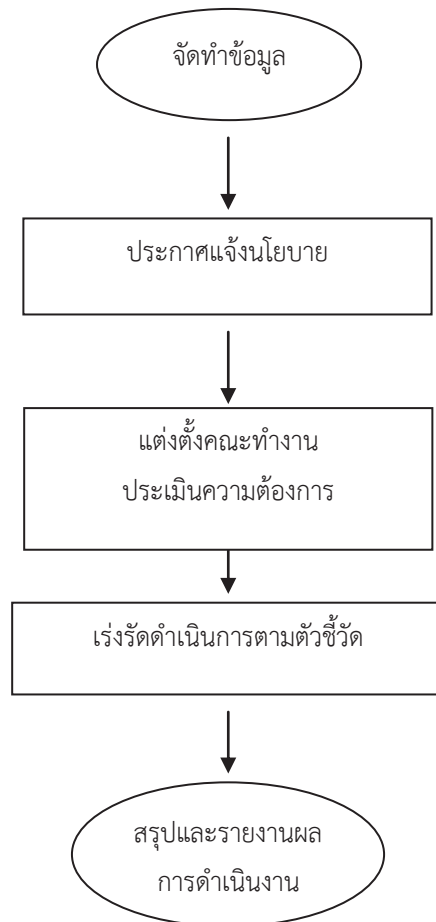 จัดทำข้อมูล
ประกาศแจ้งนโยบาย
แต่งตั้งคณะทำงาน
ประเมินความต้องการ
เร่งรัดดำเนินการตามตัวชี้วัด
สรุปและรายงานผล
การดำเนินงาน